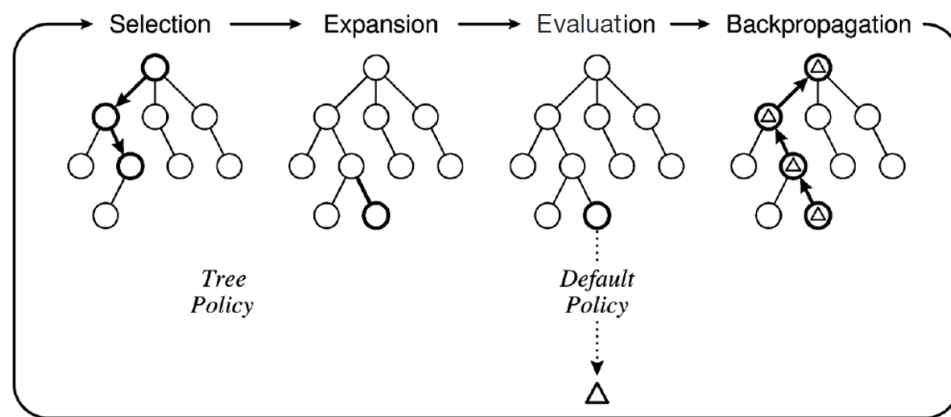 Selection Expansion Evaluation Backpropagation
Tree
Policy
Default
Policy